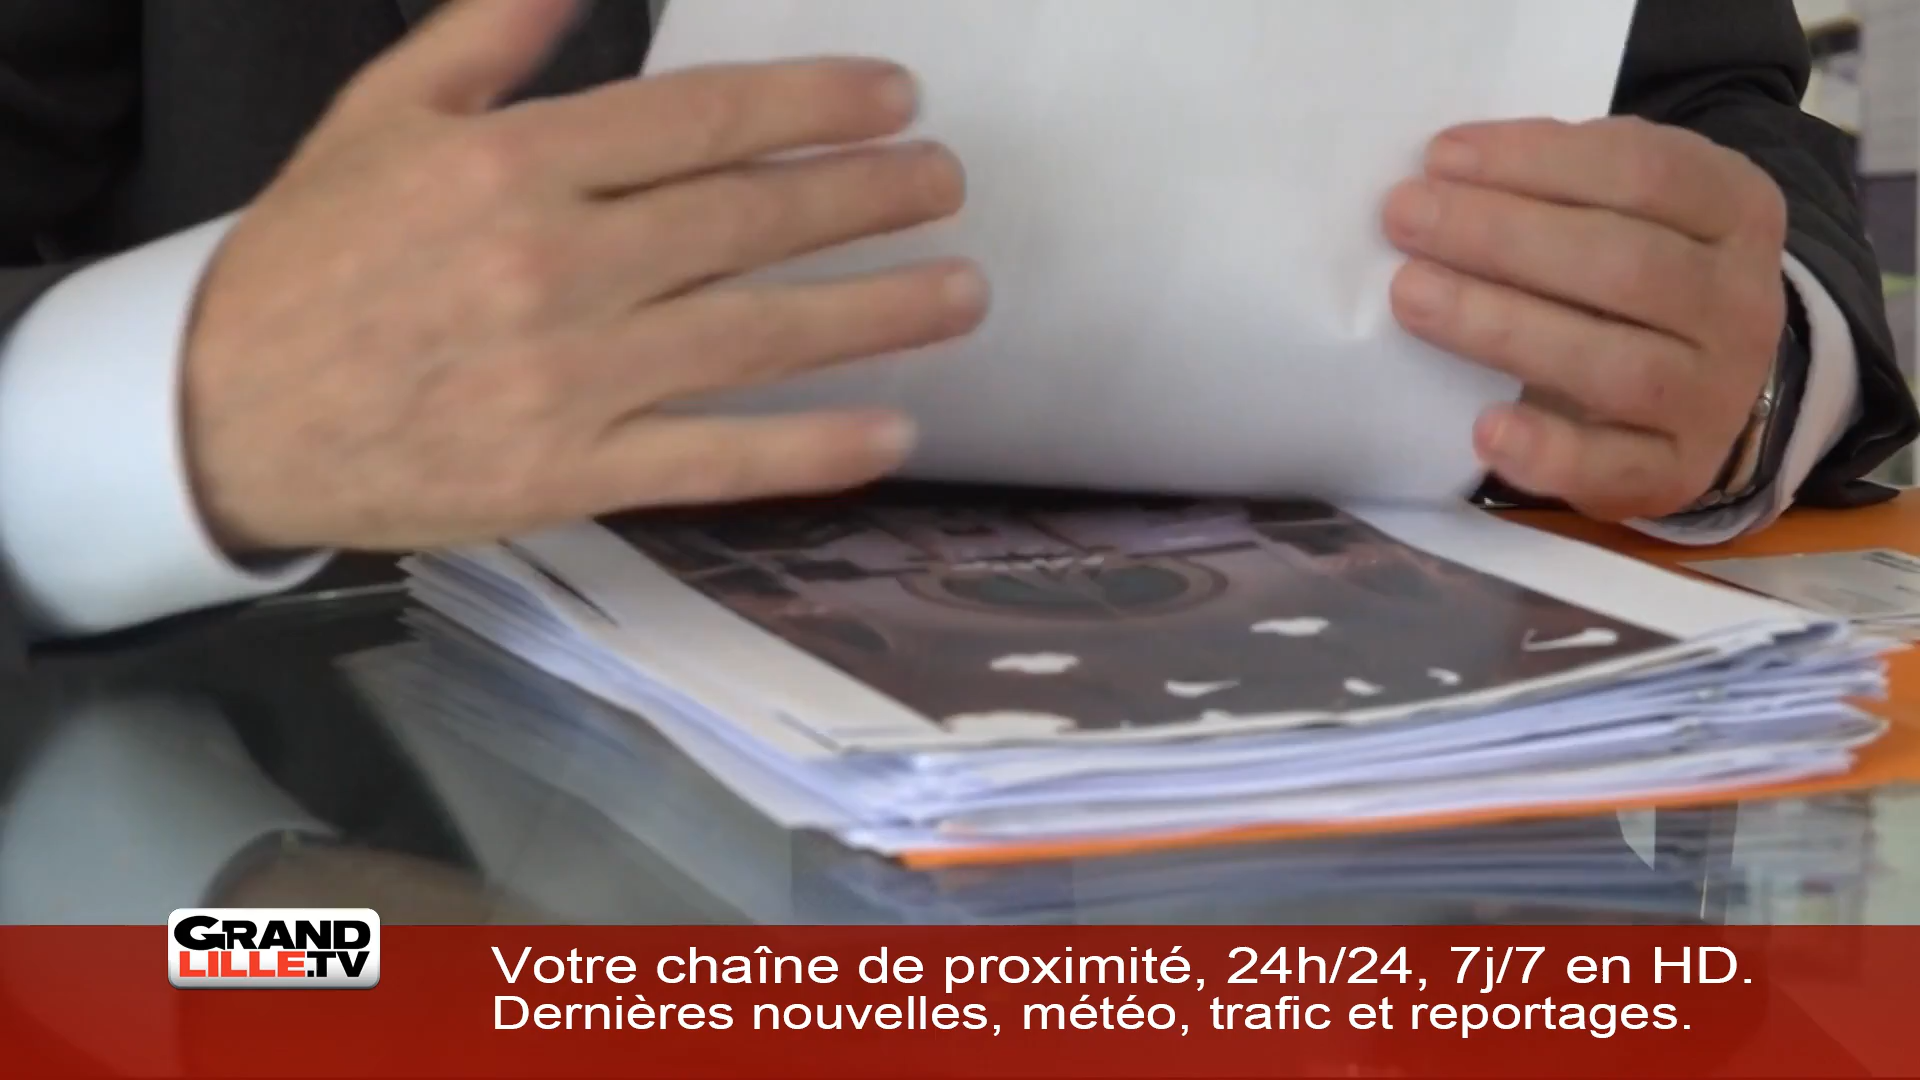 GRAND
LILLE.TV
Votre chaîne de proximité, 24h/24, 7j/7 en HD.
Dernières nouvelles, météo, trafic et reportages.